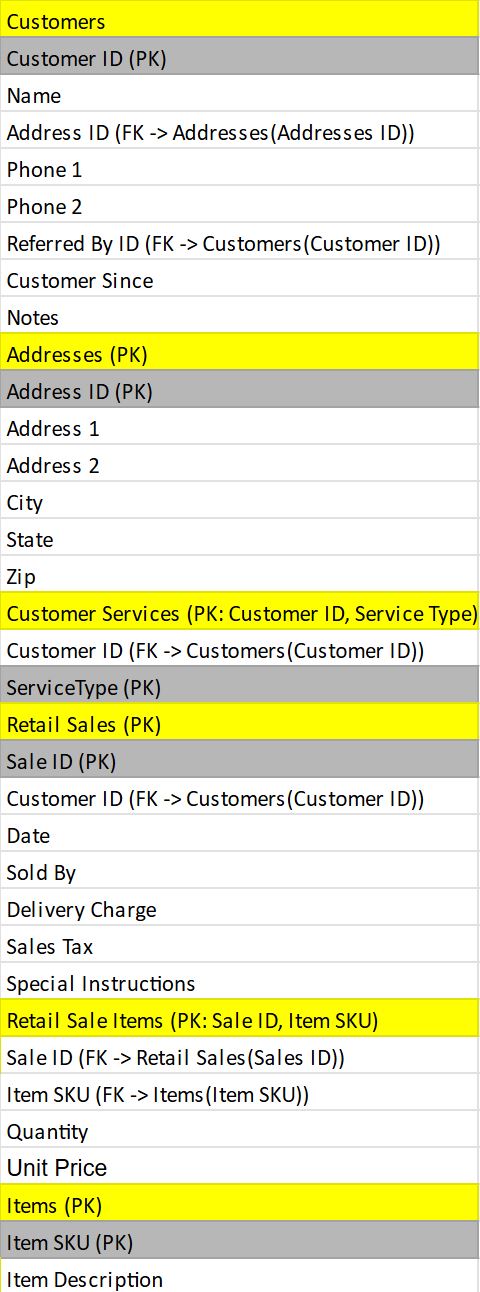 Customers
Customer ID (PK)
Name
Address ID (FK -> Addresses(Addresses ID))
Phone 1
Phone 2
Referred By ID (FK -> Customers(Customer ID))
Customer Since
Notes
Addresses (PK)
Address ID (PK)
Address 1
Address 2
City
State
Zip
Customer Services (PK: Customer ID, Service Type)
Customer ID (FK -> Customers(Customer ID))
ServiceType (PK)
Retail Sales (PK)
Sale ID (PK)
Customer ID (FK -> Customers(Customer ID))
Date
Sold By
Delivery Charge
Sales Tax
Special Instructions
Retail Sale Items (PK: Sale ID, Item SKU)
Sale ID (FK -> Retail Sales(Sales ID))
Item SKU (FK -> Items(Item SKU))
Quantity
Unit Price
Items (PK)
Item SKU (PK)
Item Description